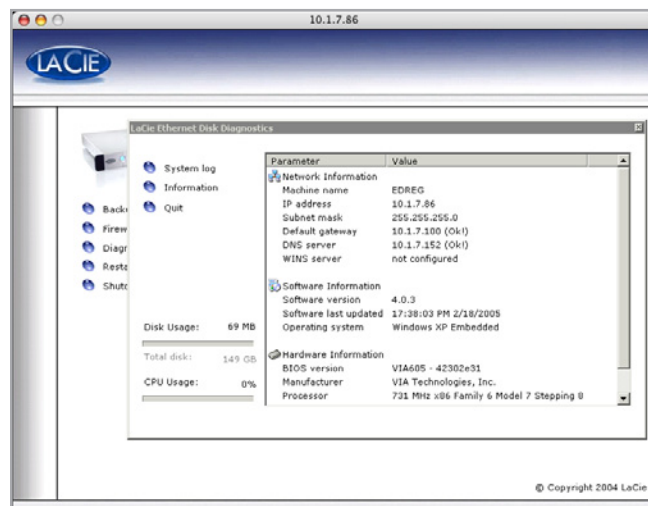 10.1.7.86
LACIE
LaCie Ethernet Disk Diagnostics
System log
Information
Quit
Parameter Value
Network Information
Machine name EDREG
IP address 10.1.7.86
Subnet mask 255.255.255.0
Default gateway 10.1.7.100 (Ok!)
DNS server 10.1.7.152 (Ok!)
WINS server not configured
Software Information
Software version 4.0.3
Software last updated 17:38:03 PM 2/18/2005
Operating system Windows XP Embedded
Hardware Information
BIOS version VIA605 - 42302e31
Manufacturer VIA Technologies, Inc.
Processor 731 MHz x86 Family 6 Model 7 Stepping 8
Back
Firew
Diagr
Resta
Shutd
Disk Usage: 69 MB
Total disk: 149 GB
CPU Usage: 0%
© Copyright 2004 LaCie